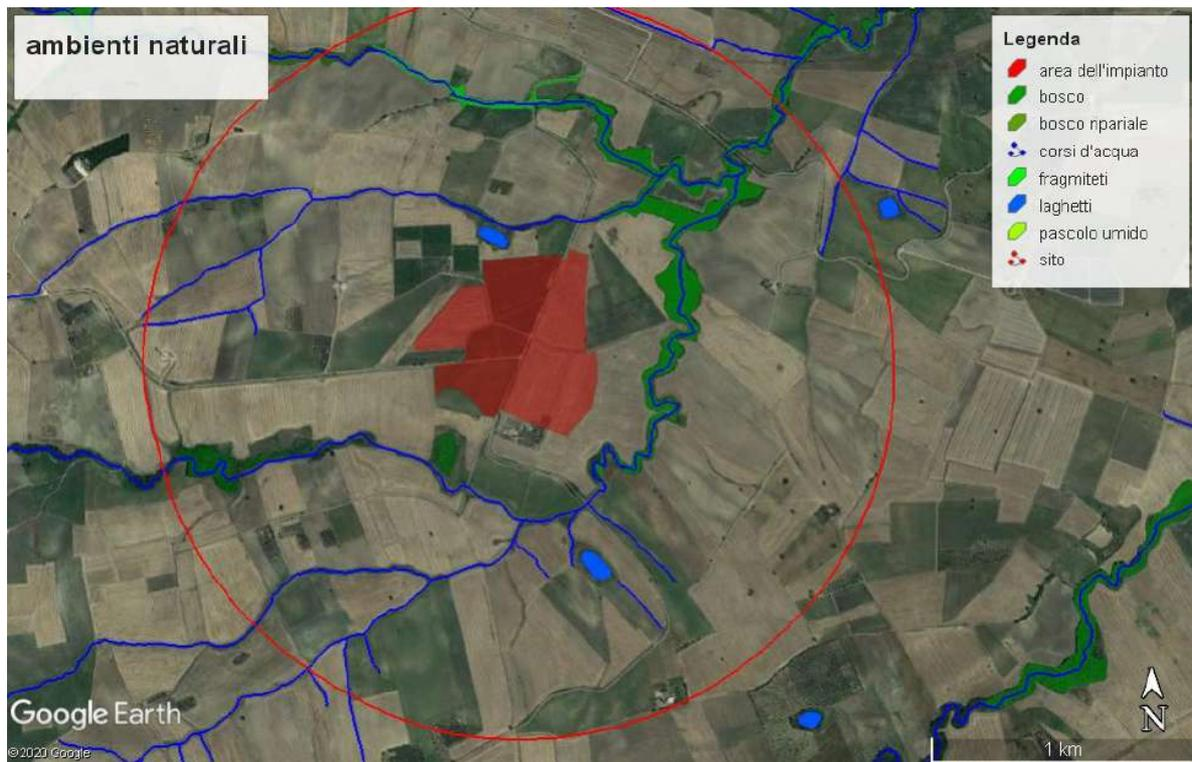 ambienti naturali
Legenda
area dell'impianto
bosco
bosco ripariale
corsi d'acqua
fragmiteti
laghetti
pascolo umido
sito
Google Earth
N
©2020 Google
1 km